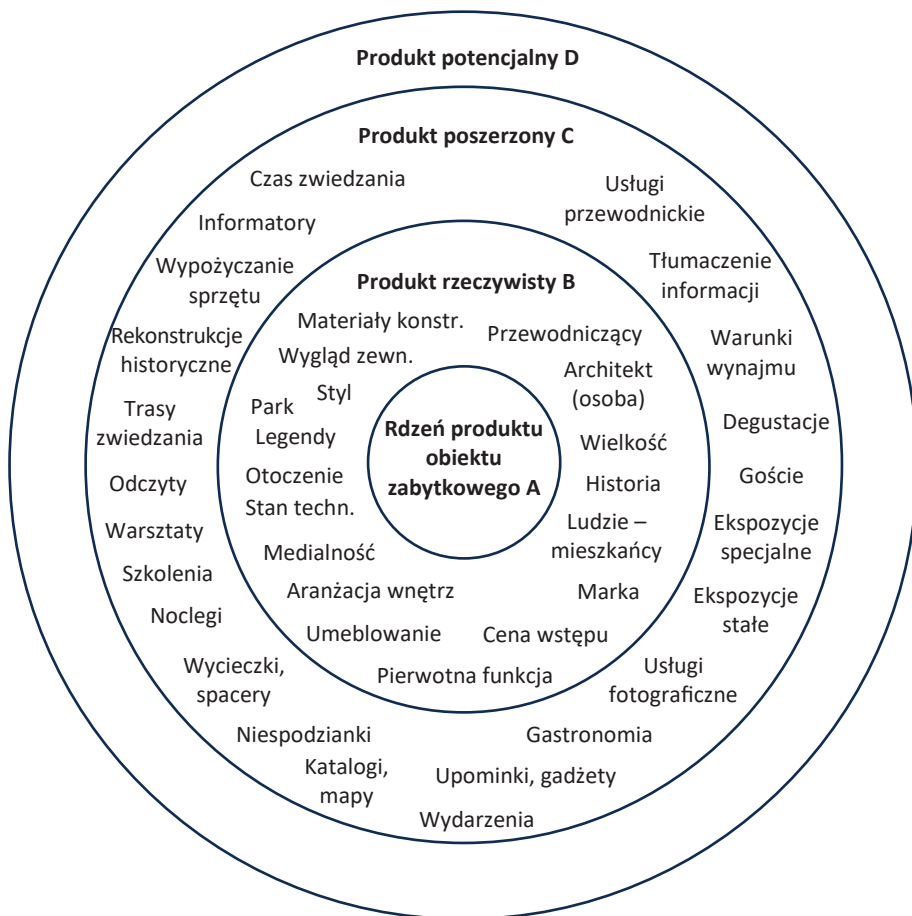 Produkt potencjalny D
Produkt poszerzony C
Czas zwiedzania
Informatory
Wypożyczanie
sprzętu
Rekonstrukcje
historyczne
Trasy
zwiedzania
Odczyty
Warsztaty
Szkolenia
Noclegi
Wycieczki,
spacery
Niespodzianki
Katalogi,
mapy
Wydarzenia
Upominki, gadżety
Gastronomia
Usługi
fotograficzne
Ekspozycje
stałe
Ekspozycje
specjalne
Goście
Degustacje
Warunki
wynajmu
Tłumaczenie
informacji
Usługi
przewodnickie
Produkt rzeczywisty B
Materiały konstr.
Wygląd zewn.
Styl
Park
Legendy
Otoczenie
Stan techn.
Medialność
Aranżacja wnętrz
Umeblowanie
Pierwotna funkcja
Cena wstępu
Marka
Ludzie –
mieszkańcy
Historia
Wielkość
Architekt
(osoba)
Przewodniczący
Rdzeń produktu
obiektu
zabytkowego A